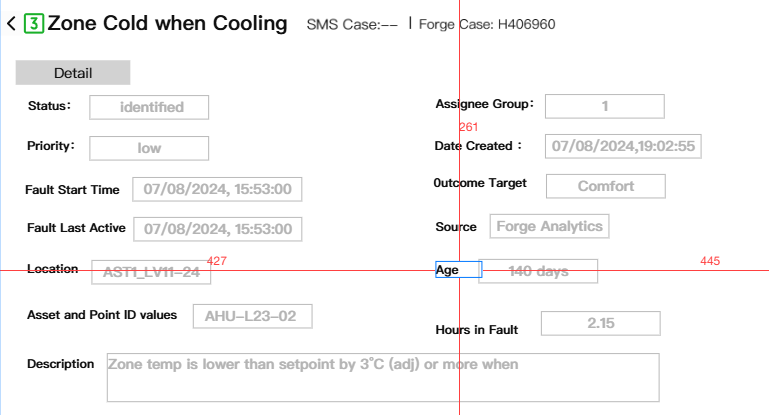 3 Zone Cold when Cooling SMS Case:-- | Forge Case: H406960
Detail
Status: identified Assignee Group: 1
261
Priority: low Date Created : 07/08/2024,19:02:55
Fault Start Time 07/08/2024, 15:53:00 Outcome Target Comfort
Fault Last Active 07/08/2024, 15:53:00 Source Forge Analytics
Location AST1_LV11-24 427 Age 140 days 445
Asset and Point ID values AHU-L23-02 Hours in Fault 2.15
Description Zone temp is lower than setpoint by 3°C (adj) or more when